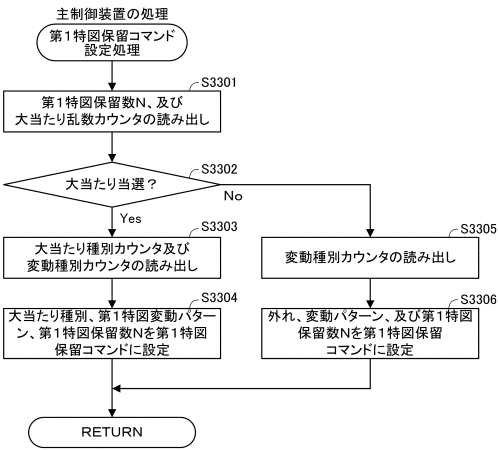 主制御装置の処理
第１特図保留コマンド
設定処理
S3301
第１特図保留数Ｎ、及び
大当たり乱数カウンタの読み出し
S3302
大当たり当選？
No
Yes
S3303
大当たり種別カウンタ及び
変動種別カウンタの読み出し
S3305
変動種別カウンタの読み出し
S3304
大当たり種別、第１特図変動パター
ン、第１特図保留数Ｎを第１特図
保留コマンドに設定
S3306
外れ、変動パターン、及び第１特図
保留数Ｎを第１特図保留
コマンドに設定
RETURN